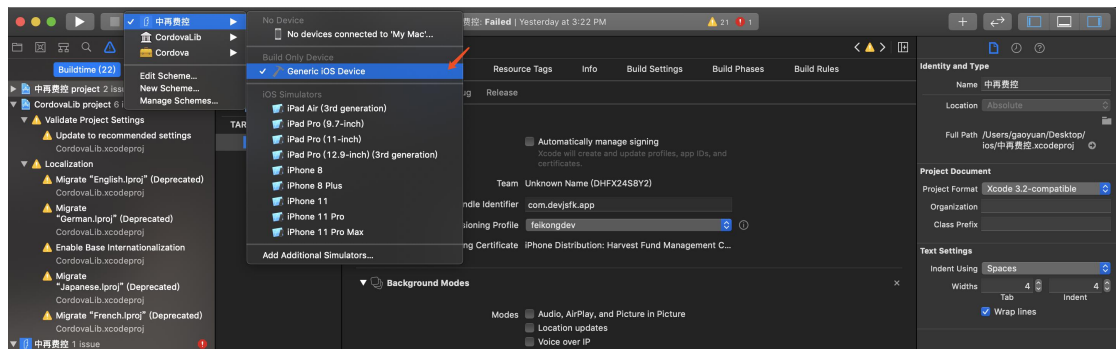 中再费控
CordovaLib
Cordova
Edit Scheme...
New Scheme...
Manage Schemes...
No Device
No devices connected to 'My Mac'...
Build Only Device
Generic iOS Device
iOS Simulators
iPad Air (3rd generation)
iPad Pro (9.7-inch)
iPad Pro (11-inch)
iPad Pro (12.9-inch) (3rd generation)
iPhone 8
iPhone 8 Plus
iPhone 11
iPhone 11 Pro
iPhone 11 Pro Max
Add Additional Simulators...
费控: Failed | Yesterday at 3:22 PM
21 1
Buildtime (22)
中再费控 project 2
CordovaLib project 6
Validate Project Settings
Update to recommended settings
CordovaLib.xcodeproj
Localization
Migrate "English.lproj" (Deprecated)
CordovaLib.xcodeproj
Migrate
"German.lproj" (Deprecated)
CordovaLib.xcodeproj
Enable Base Internationalization
CordovaLib.xcodeproj
Migrate
"Japanese.lproj" (Deprecated)
CordovaLib.xcodeproj
Migrate "French.lproj" (Deprecated)
CordovaLib.xcodeproj
中再费控 1 issue
TAR
Resource Tags Info Build Settings Build Phases Build Rules
Release
Automatically manage signing
Xcode will create and update profiles, app IDs, and
certificates.
Team Unknown Name (DHFX24S8Y2)
ndle Identifier com.devjsfk.app
sioning Profile feikongdev
ng Certificate iPhone Distribution: Harvest Fund Management C...
Background Modes
Modes Audio, AirPlay, and Picture in Picture
Location updates
Voice over IP
Identity and Type
Name 中再费控
Location Absolute
Full Path /Users/gaoyuan/Desktop/
ios/中再费控.xcodeproj
Project Document
Project Format Xcode 3.2-compatible
Organization
Class Prefix
Text Settings
Indent Using Spaces
Widths 4 4
Tab Indent
Wrap lines